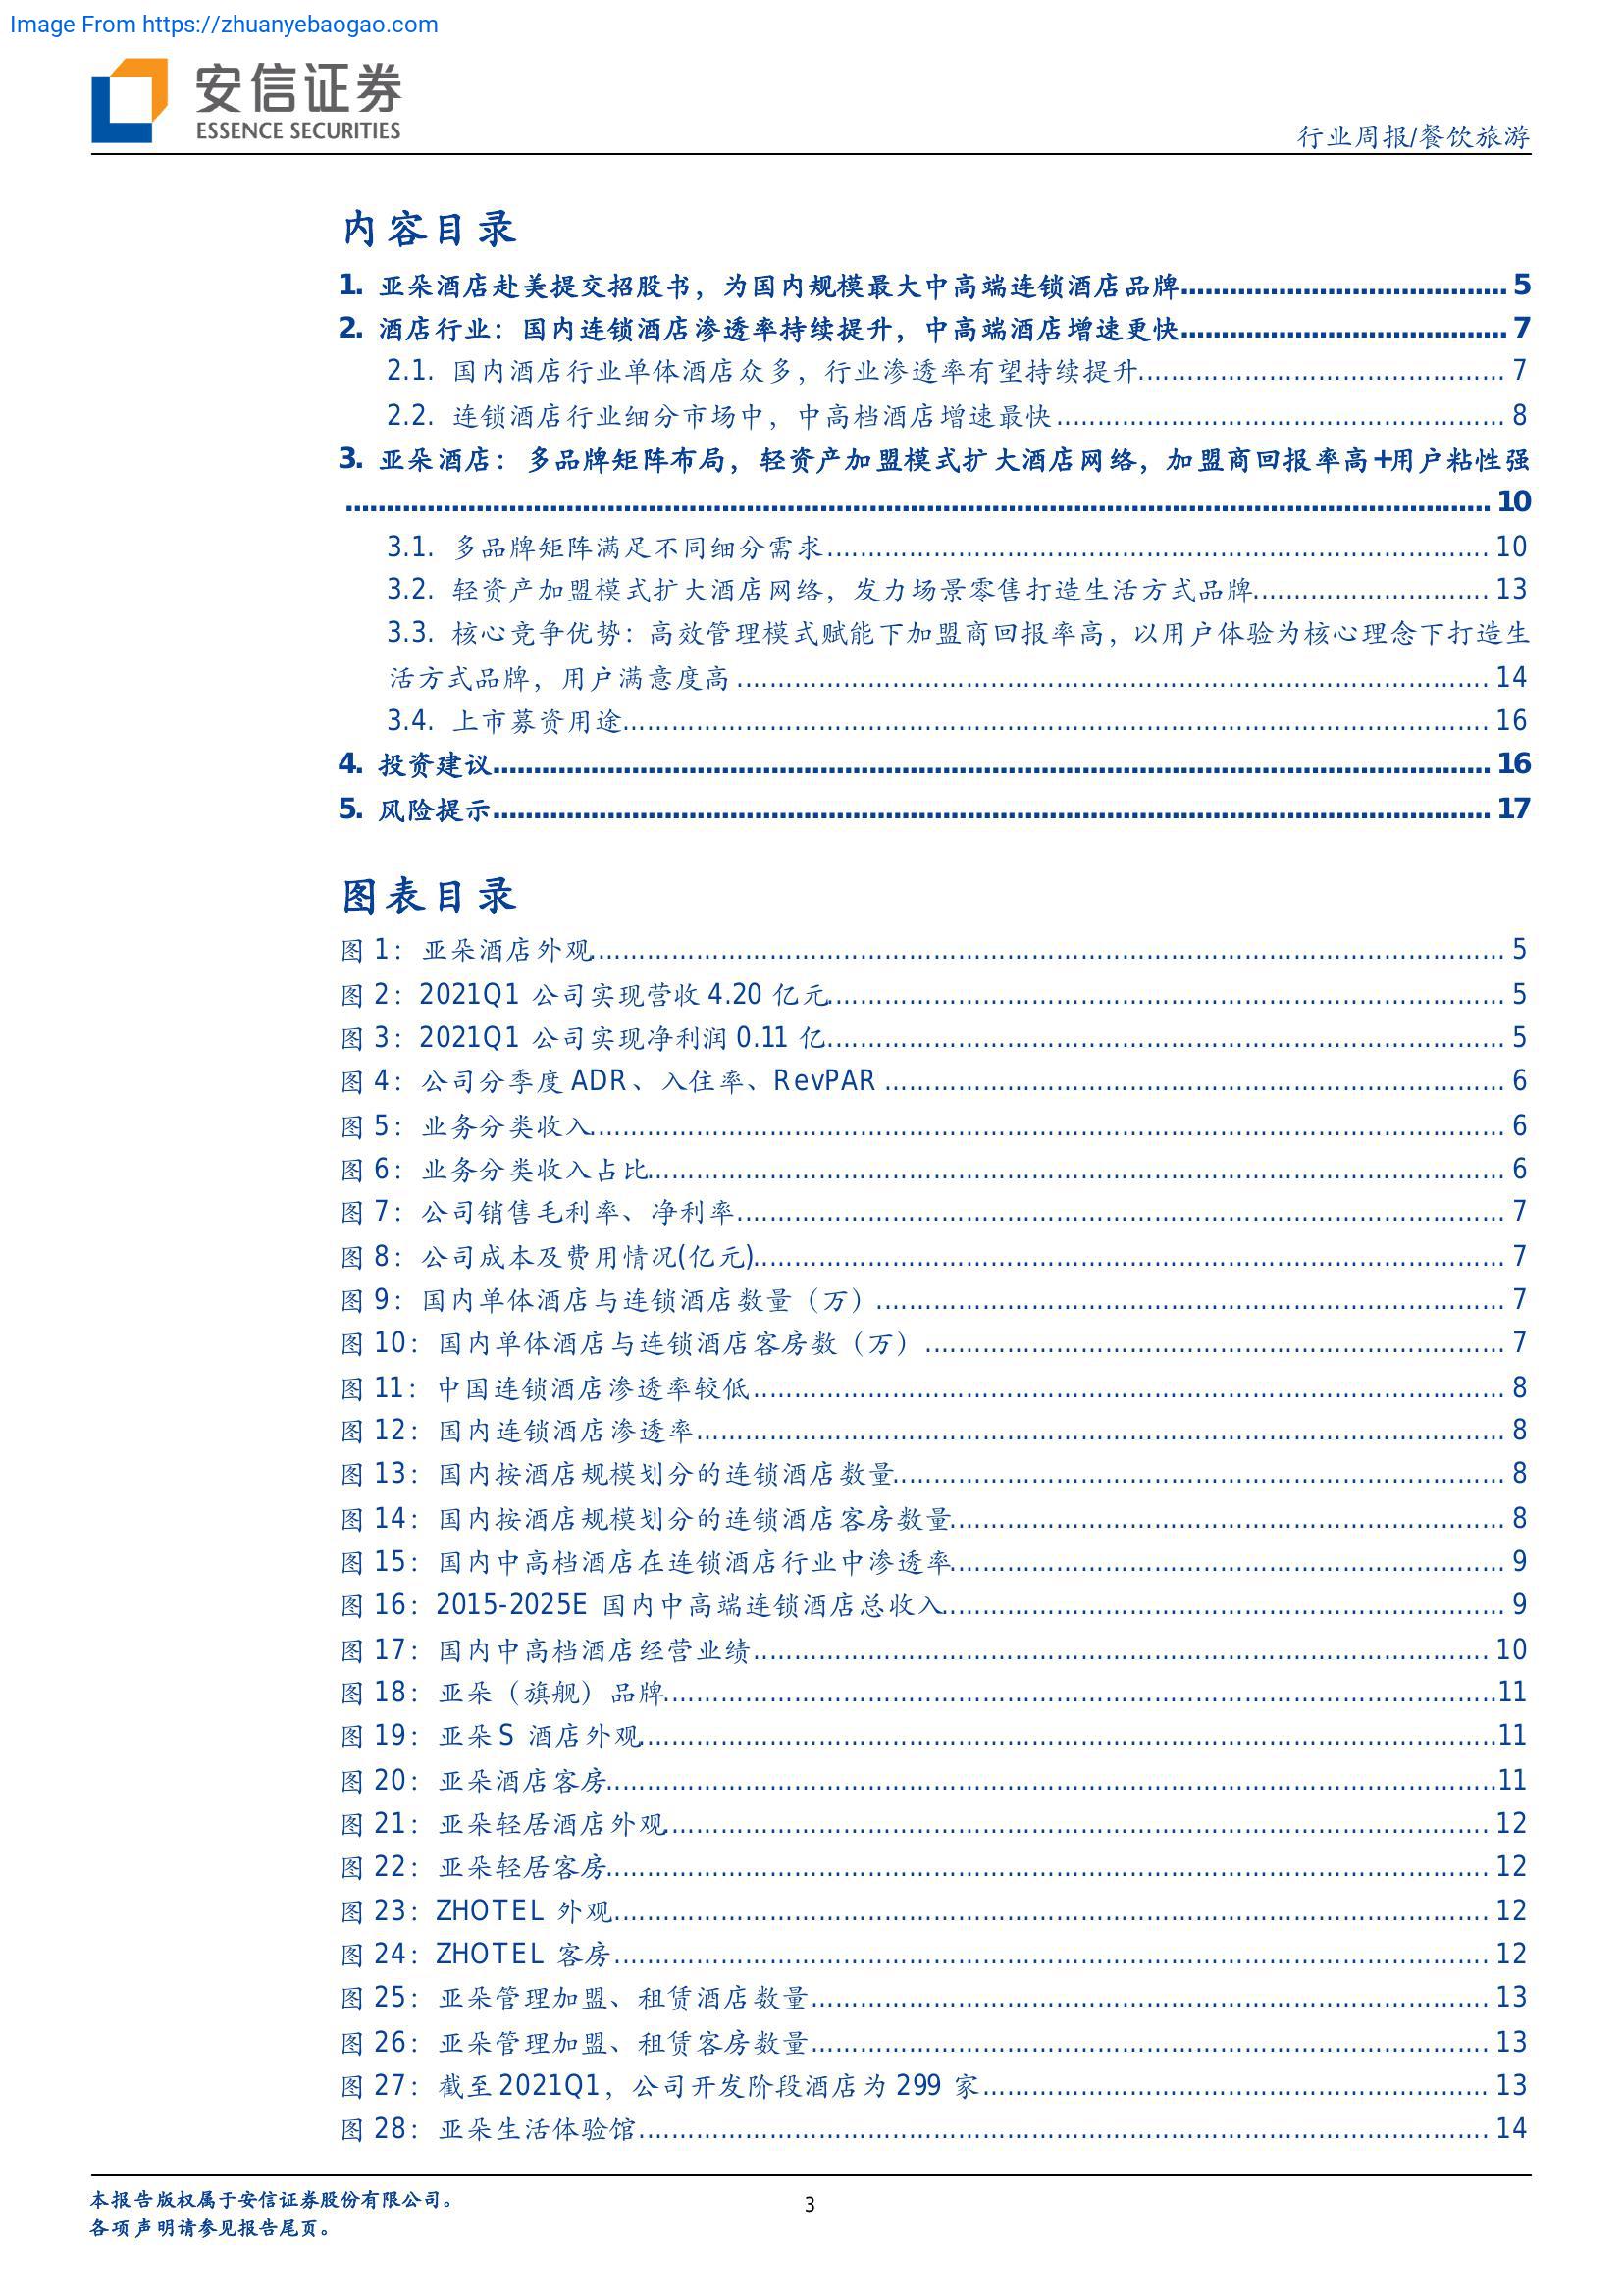 Image From https://zhuanyebaogao.com
安信证券
ESSENCE SECURITIES
行业周报/餐饮旅游
内容目录
1. 亚朵酒店赴美提交招股书，为国内规模最大中高端连锁酒店品牌........................................ 5
2. 酒店行业：国内连锁酒店渗透率持续提升，中高端酒店增速更快........................................ 7
2.1. 国内酒店行业单体酒店众多，行业渗透率有望持续提升............................................. 7
2.2. 连锁酒店行业细分市场中，中高档酒店增速最快....................................................... 8
3. 亚朵酒店：多品牌矩阵布局，轻资产加盟模式扩大酒店网络，加盟商回报率高+用户粘性强
............................................................................................................................................ 10
3.1. 多品牌矩阵满足不同细分需求................................................................................. 10
3.2. 轻资产加盟模式扩大酒店网络，发力场景零售打造生活方式品牌............................. 13
3.3. 核心竞争优势：高效管理模式赋能下加盟商回报率高，以用户体验为核心理念下打造生
活方式品牌，用户满意度高............................................................................................ 14
3.4. 上市募资用途.......................................................................................................... 16
4. 投资建议.......................................................................................................................... 16
5. 风险提示.......................................................................................................................... 17
图表目录
图 1：亚朵酒店外观................................................................................................................ 5
图 2：2021Q1 公司实现营收 4.20 亿元................................................................................... 5
图 3：2021Q1 公司实现净利润 0.11 亿................................................................................... 5
图 4：公司分季度 ADR、入住率、RevPAR ............................................................................ 6
图 5：业务分类收入................................................................................................................ 6
图 6：业务分类收入占比......................................................................................................... 6
图 7：公司销售毛利率、净利率.............................................................................................. 7
图 8：公司成本及费用情况(亿元)............................................................................................ 7
图 9：国内单体酒店与连锁酒店数量（万）............................................................................. 7
图 10：国内单体酒店与连锁酒店客房数（万）....................................................................... 7
图 11：中国连锁酒店渗透率较低............................................................................................ 8
图 12：国内连锁酒店渗透率................................................................................................... 8
图 13：国内按酒店规模划分的连锁酒店数量........................................................................... 8
图 14：国内按酒店规模划分的连锁酒店客房数量.................................................................... 8
图 15：国内中高档酒店在连锁酒店行业中渗透率.................................................................... 9
图 16：2015-2025E 国内中高端连锁酒店总收入..................................................................... 9
图 17：国内中高档酒店经营业绩.......................................................................................... 10
图 18：亚朵（旗舰）品牌...................................................................................................... 11
图 19：亚朵 S 酒店外观......................................................................................................... 11
图 20：亚朵酒店客房............................................................................................................. 11
图 21：亚朵轻居酒店外观..................................................................................................... 12
图 22：亚朵轻居客房............................................................................................................ 12
图 23：ZHOTEL 外观........................................................................................................... 12
图 24：ZHOTEL 客房........................................................................................................... 12
图 25：亚朵管理加盟、租赁酒店数量................................................................................... 13
图 26：亚朵管理加盟、租赁客房数量................................................................................... 13
图 27：截至 2021Q1，公司开发阶段酒店为 299 家.............................................................. 13
图 28：亚朵生活体验馆........................................................................................................ 14
本报告版权属于安信证券股份有限公司。
3
各项声明请参见报告尾页。